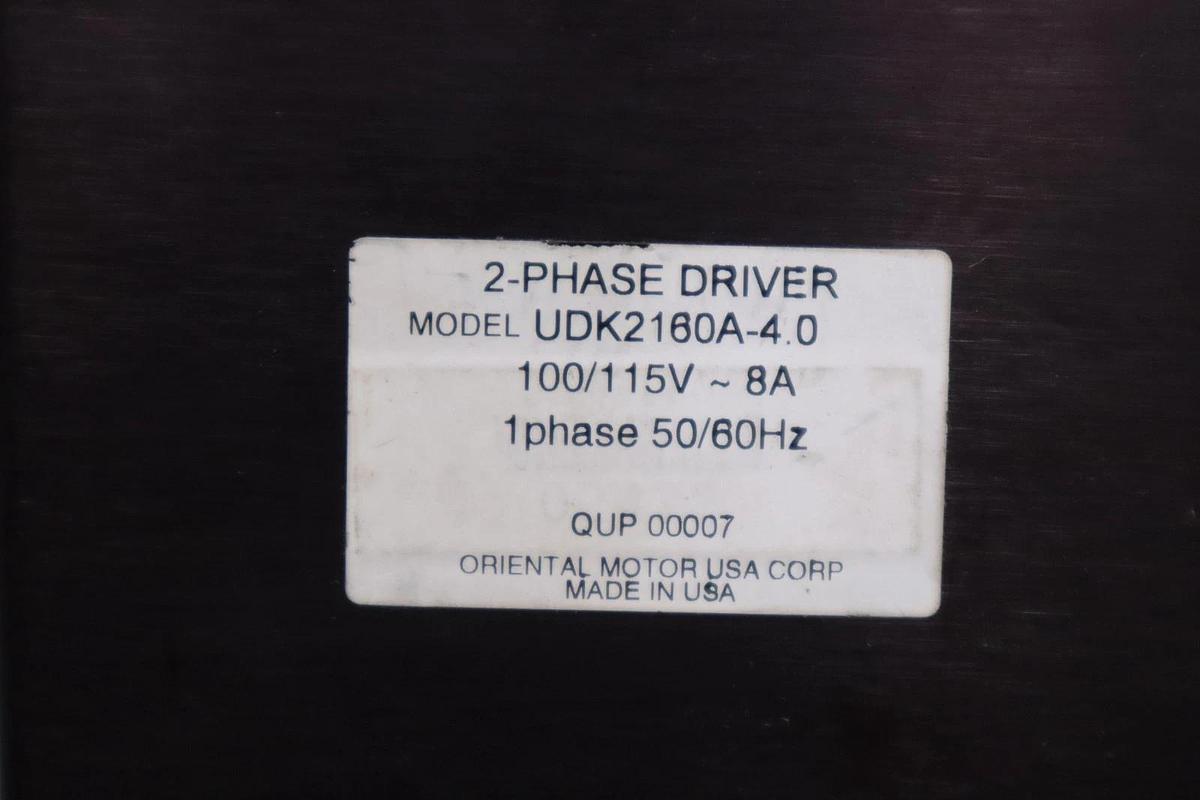 2-PHASE DRIVER
MODEL UDK2160A-4.0
100/115V ~ 8A
1phase 50/60Hz
QUP 00007
ORIENTAL MOTOR USA CORP
MADE IN USA